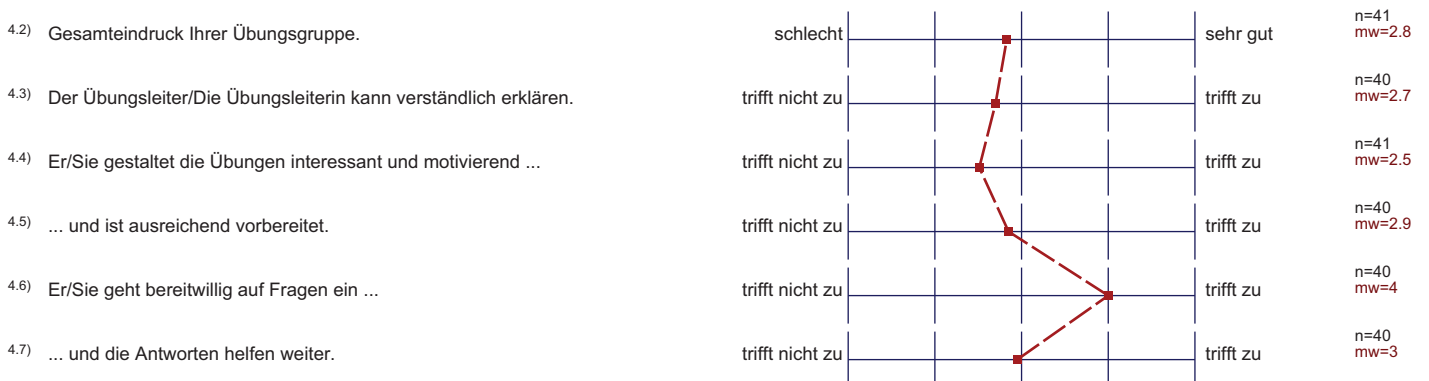 4.2) Gesamteindruck Ihrer Übungsgruppe. schlecht sehr gut n=41
mw=2.8
4.3) Der Übungsleiter/Die Übungsleiterin kann verständlich erklären. trifft nicht zu trifft zu n=40
mw=2.7
4.4) Er/Sie gestaltet die Übungen interessant und motivierend ... trifft nicht zu trifft zu n=41
mw=2.5
4.5) ... und ist ausreichend vorbereitet. trifft nicht zu trifft zu n=40
mw=2.9
4.6) Er/Sie geht bereitwillig auf Fragen ein ... trifft nicht zu trifft zu n=40
mw=4
4.7) ... und die Antworten helfen weiter. trifft nicht zu trifft zu n=40
mw=3